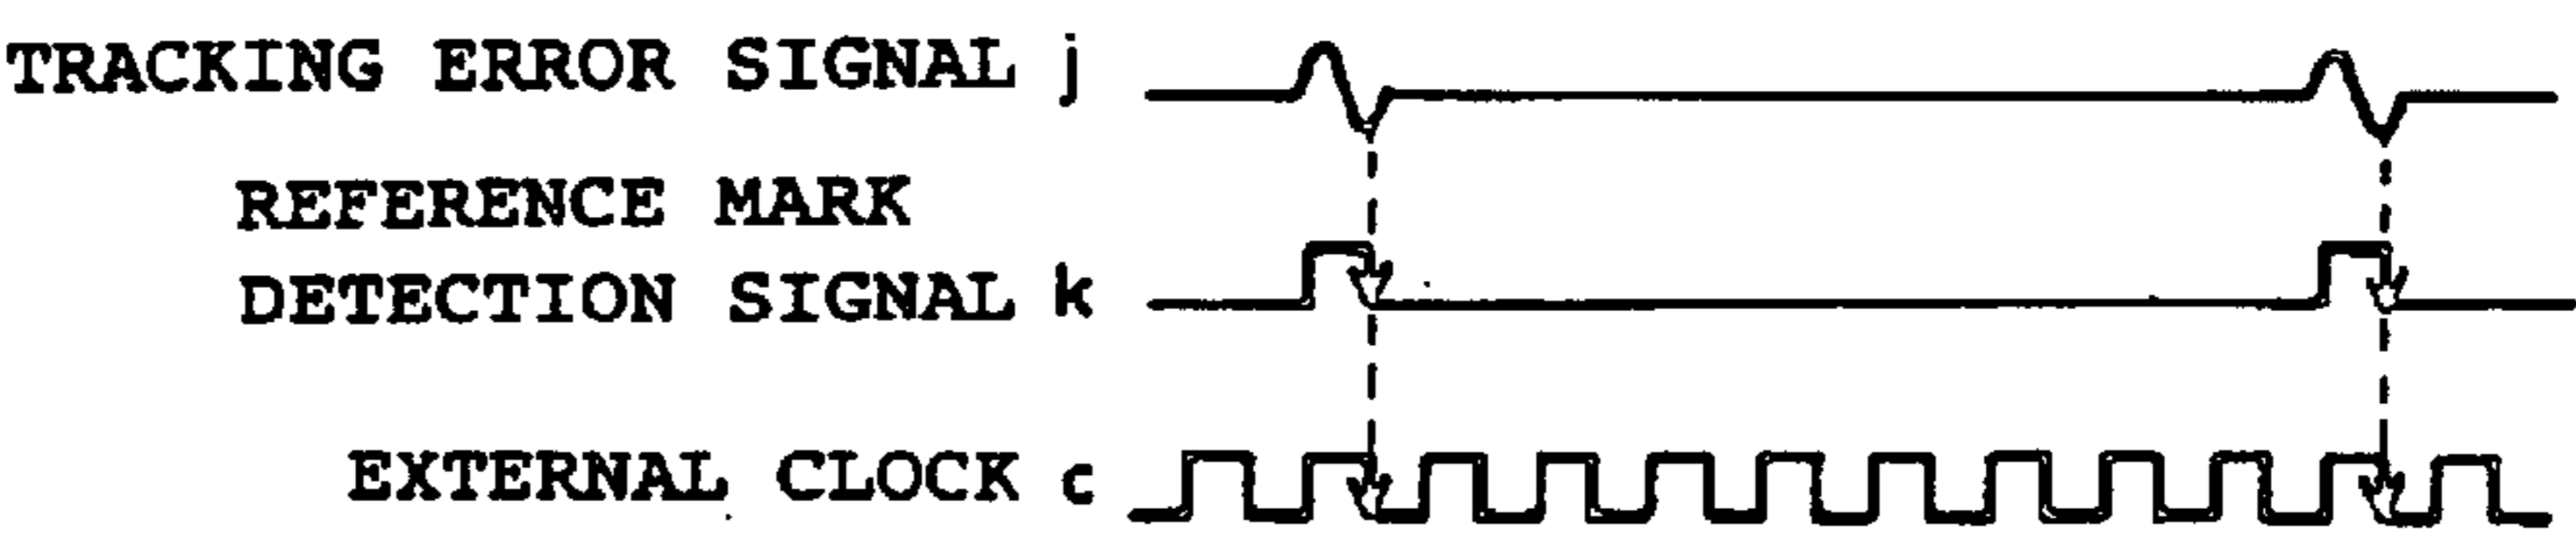 TRACKING ERROR SIGNAL j
REFERENCE MARK
DETECTION SIGNAL k
EXTERNAL CLOCK c